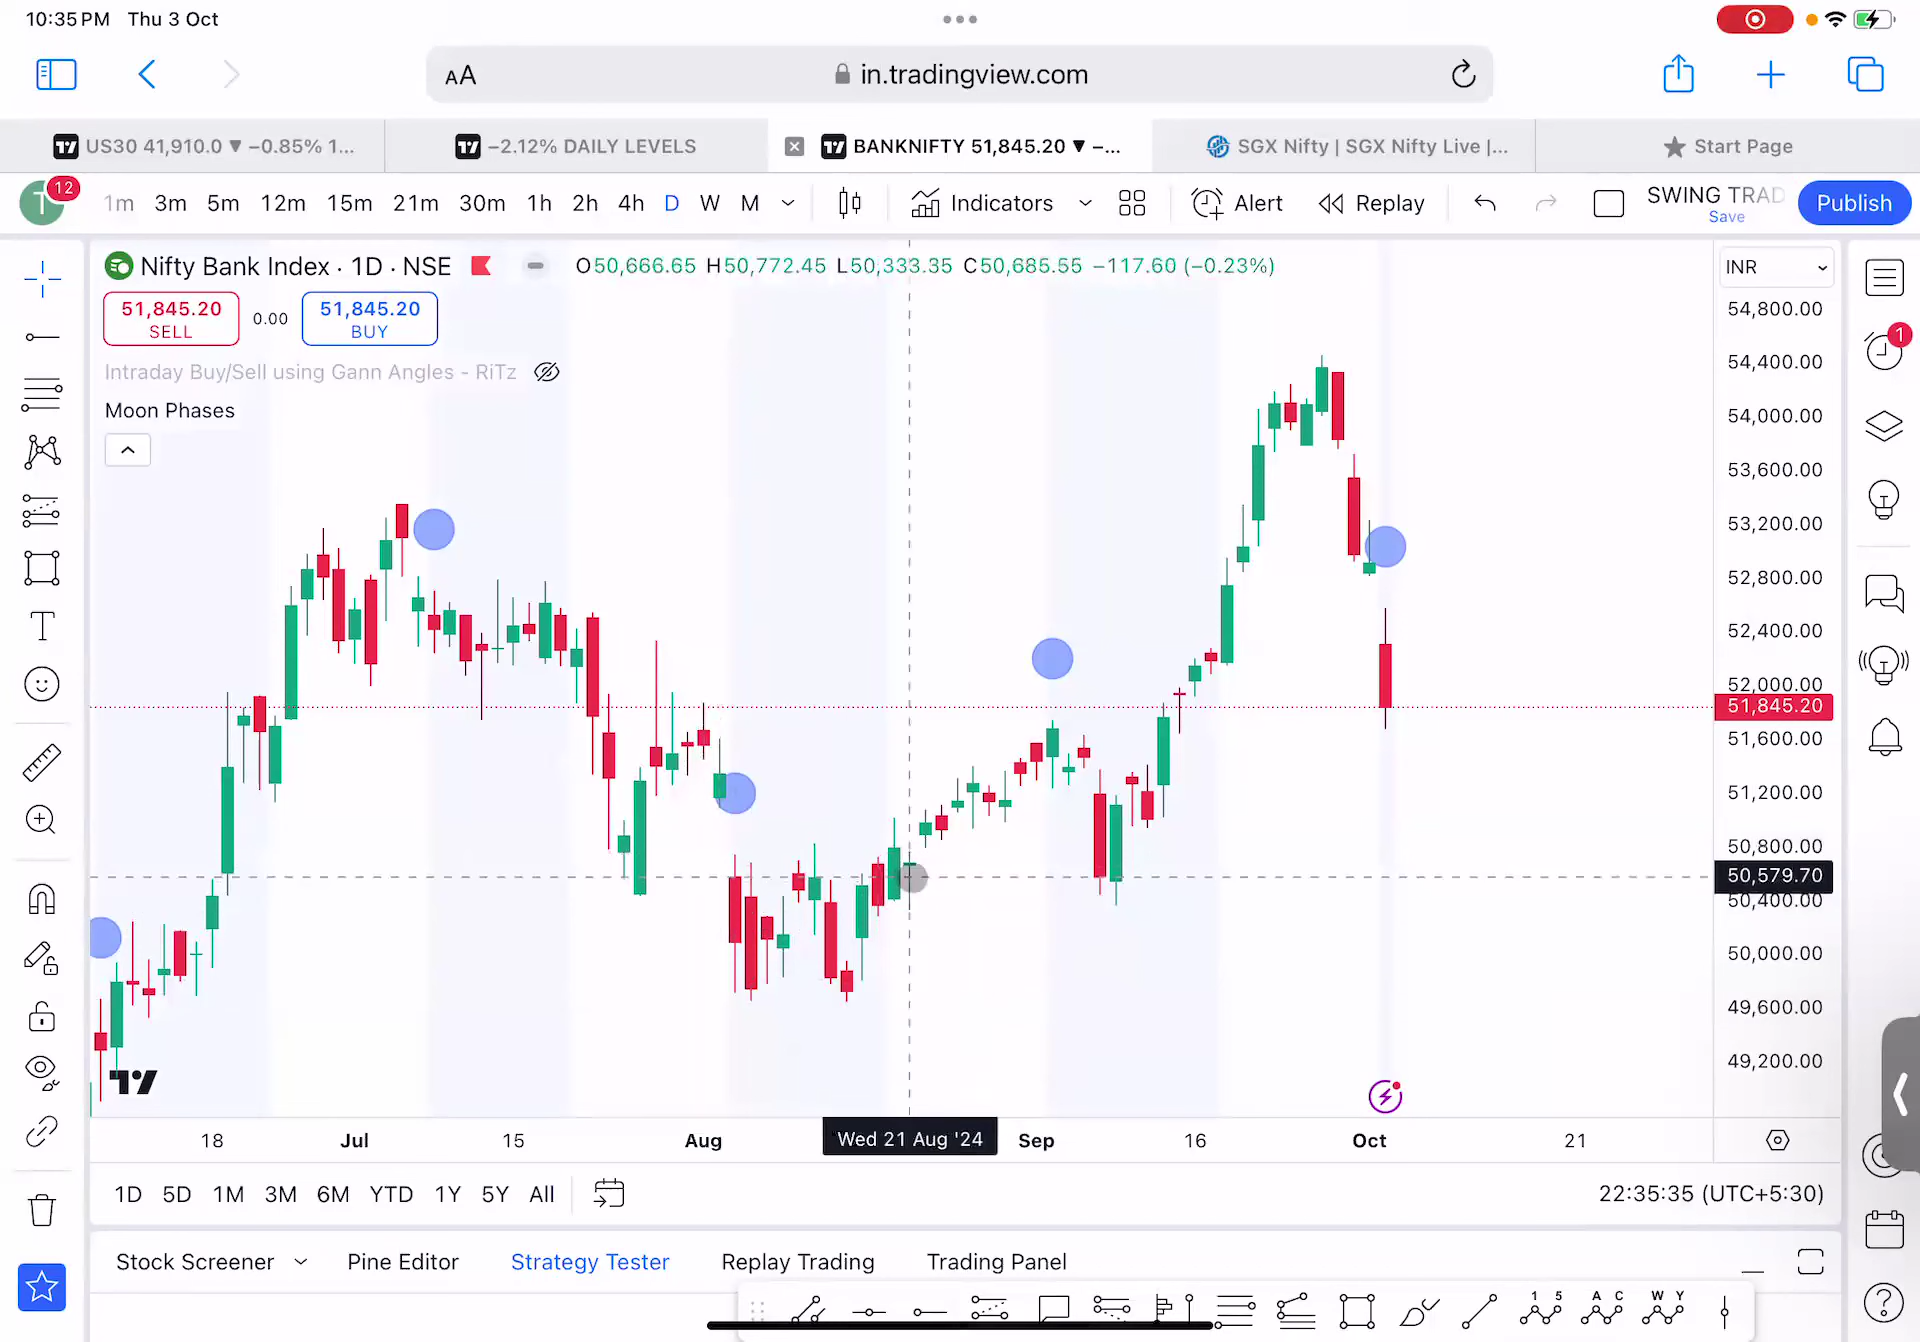 10:35 PM Thu 3 Oct
AA in.tradingview.com
US30 41,910.0 ▼ −0.85% 1...
−2.12% DAILY LEVELS
BANKNIFTY 51,845.20 ▼ −...
SGX Nifty | SGX Nifty Live |...
Start Page
T 12
1m 3m 5m 12m 15m 21m 30m 1h 2h 4h D W M Indicators Alert Replay SWING TRAD Save Publish
Nifty Bank Index · 1D · NSE O50,666.65 H50,772.45 L50,333.35 C50,685.55 −117.60 (−0.23%)
INR
51,845.20 SELL 0.00 51,845.20 BUY
Intraday Buy/Sell using Gann Angles - RiTz
Moon Phases
54,800.00
54,400.00
54,000.00
53,600.00
53,200.00
52,800.00
52,400.00
52,000.00
51,845.20
51,600.00
51,200.00
50,800.00
50,579.70
50,400.00
50,000.00
49,600.00
49,200.00
1
18 Jul 15 Aug Wed 21 Aug '24 Sep 16 Oct 21
1D 5D 1M 3M 6M YTD 1Y 5Y All 22:35:35 (UTC+5:30)
Stock Screener Pine Editor Strategy Tester Replay Trading Trading Panel
1 5 A C W Y